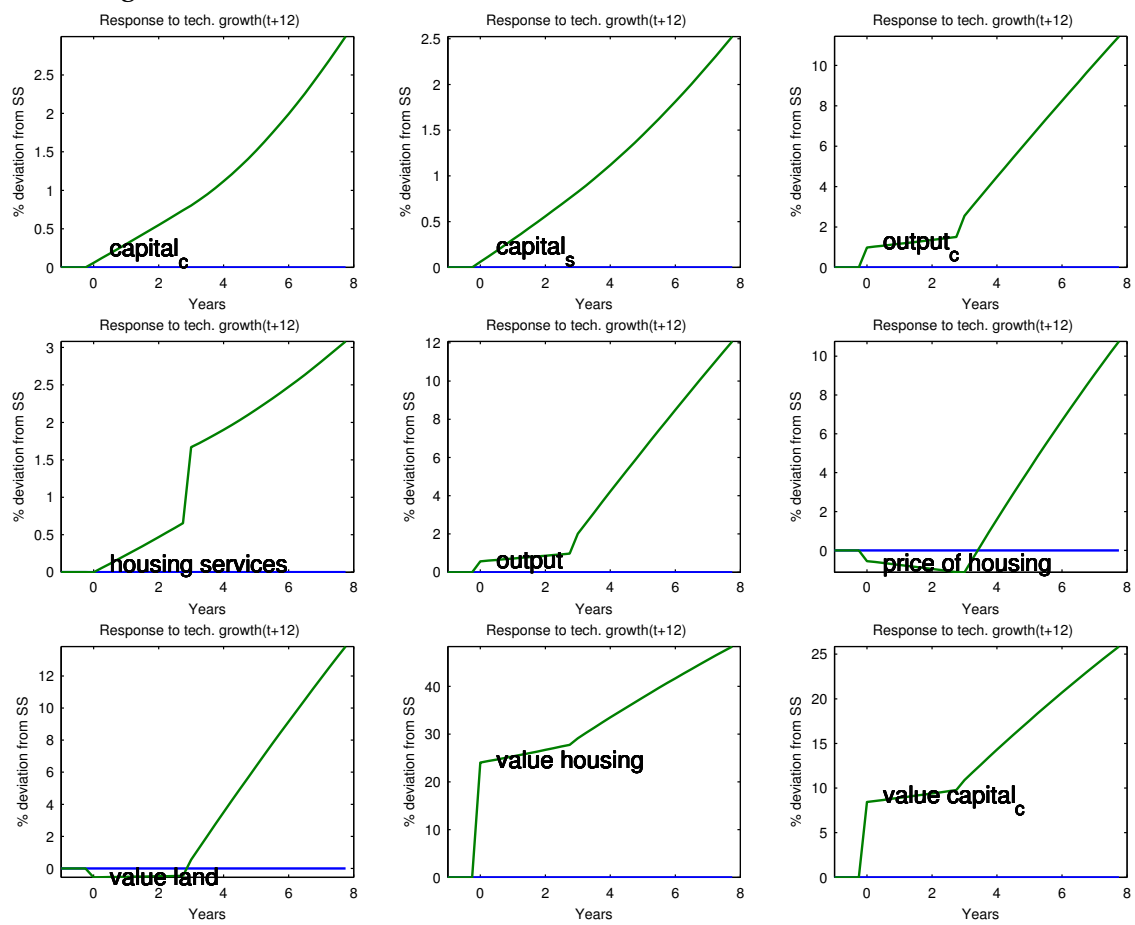 Response to tech. growth(t+12)
% deviation from SS
2.5
2
1.5
1
0.5
0
capital_c
0 2 4 6 8
Years
Response to tech. growth(t+12)
% deviation from SS
2.5
2
1.5
1
0.5
0
capital_s
0 2 4 6 8
Years
Response to tech. growth(t+12)
% deviation from SS
10
8
6
4
2
0
output_c
0 2 4 6 8
Years
Response to tech. growth(t+12)
% deviation from SS
3
2.5
2
1.5
1
0.5
0
housing services
0 2 4 6 8
Years
Response to tech. growth(t+12)
% deviation from SS
12
10
8
6
4
2
0
output
0 2 4 6 8
Years
Response to tech. growth(t+12)
% deviation from SS
10
8
6
4
2
0
price of housing
0 2 4 6 8
Years
Response to tech. growth(t+12)
% deviation from SS
12
10
8
6
4
2
0
value land
0 2 4 6 8
Years
Response to tech. growth(t+12)
% deviation from SS
40
30
20
10
0
value housing
0 2 4 6 8
Years
Response to tech. growth(t+12)
% deviation from SS
25
20
15
10
5
0
value capital_c
0 2 4 6 8
Years